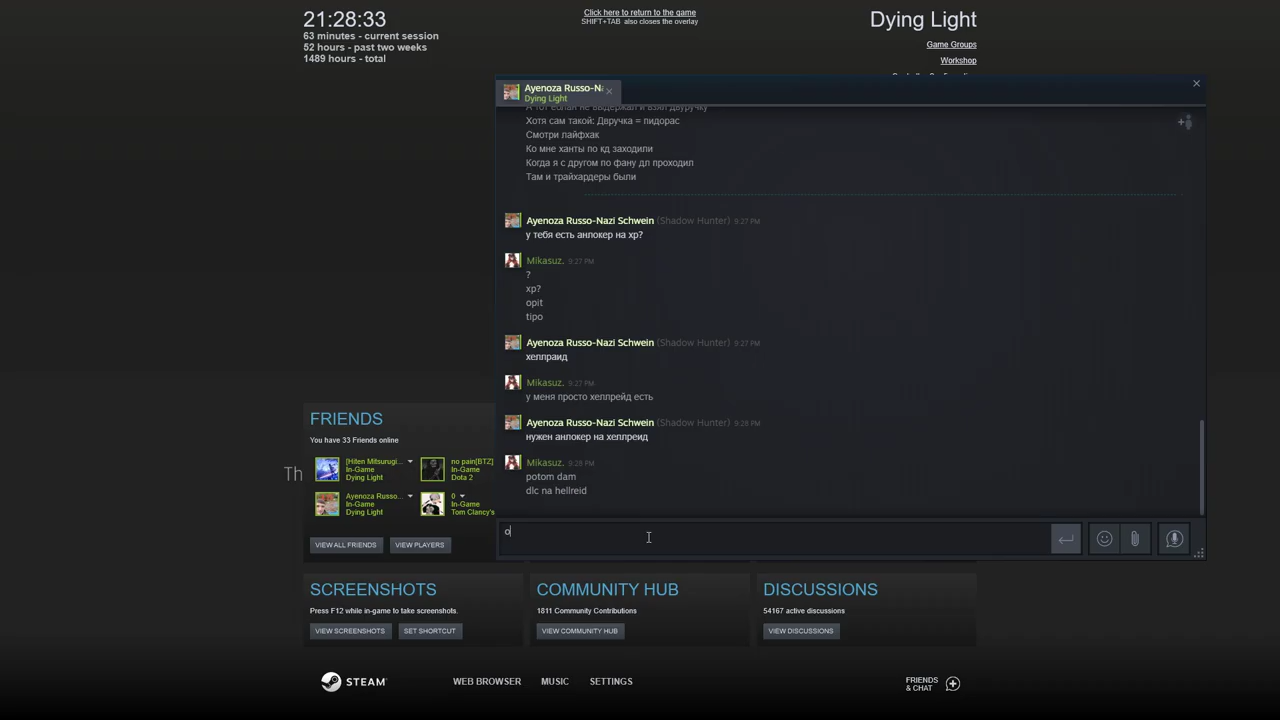 21:28:33
63 minutes - current session
52 hours - past two weeks
1489 hours - total
Click here to return to the game
SHIFT+TAB also closes the overlay
Dying Light
Game Groups
Workshop
Ayenoza Russo-Na
Dying Light
Хотя сам такой: Двручка = пидорас
Смотри лайфхак
Ко мне ханты по кд заходили
Когда я с другом по фану дл проходил
Там и трайхардеры были
Ayenoza Russo-Nazi Schwein (Shadow Hunter) 9:27 PM
у тебя есть анлокер на хр?
Mikasuz. 9:27 PM
?
xp?
opit
tipo
Ayenoza Russo-Nazi Schwein (Shadow Hunter) 9:27 PM
хеллраид
Mikasuz. 9:27 PM
у меня просто хеллрейд есть
Ayenoza Russo-Nazi Schwein (Shadow Hunter) 9:28 PM
нужен анлокер на хеллреид
Mikasuz. 9:28 PM
potom dam
dlc na hellreid
о
FRIENDS
You have 33 Friends online
[Hiten Mitsurugi...
In-Game
Dying Light
no pain[BTZ]
In-Game
Dota 2
Ayenoza Russo...
In-Game
Dying Light
0
In-Game
Tom Clancy's
VIEW ALL FRIENDS
VIEW PLAYERS
Th
SCREENSHOTS
Press F12 while in-game to take screenshots.
VIEW SCREENSHOTS
SET SHORTCUT
COMMUNITY HUB
1811 Community Contributions
VIEW COMMUNITY HUB
DISCUSSIONS
54167 active discussions
VIEW DISCUSSIONS
STEAM
WEB BROWSER
MUSIC
SETTINGS
FRIENDS
& CHAT